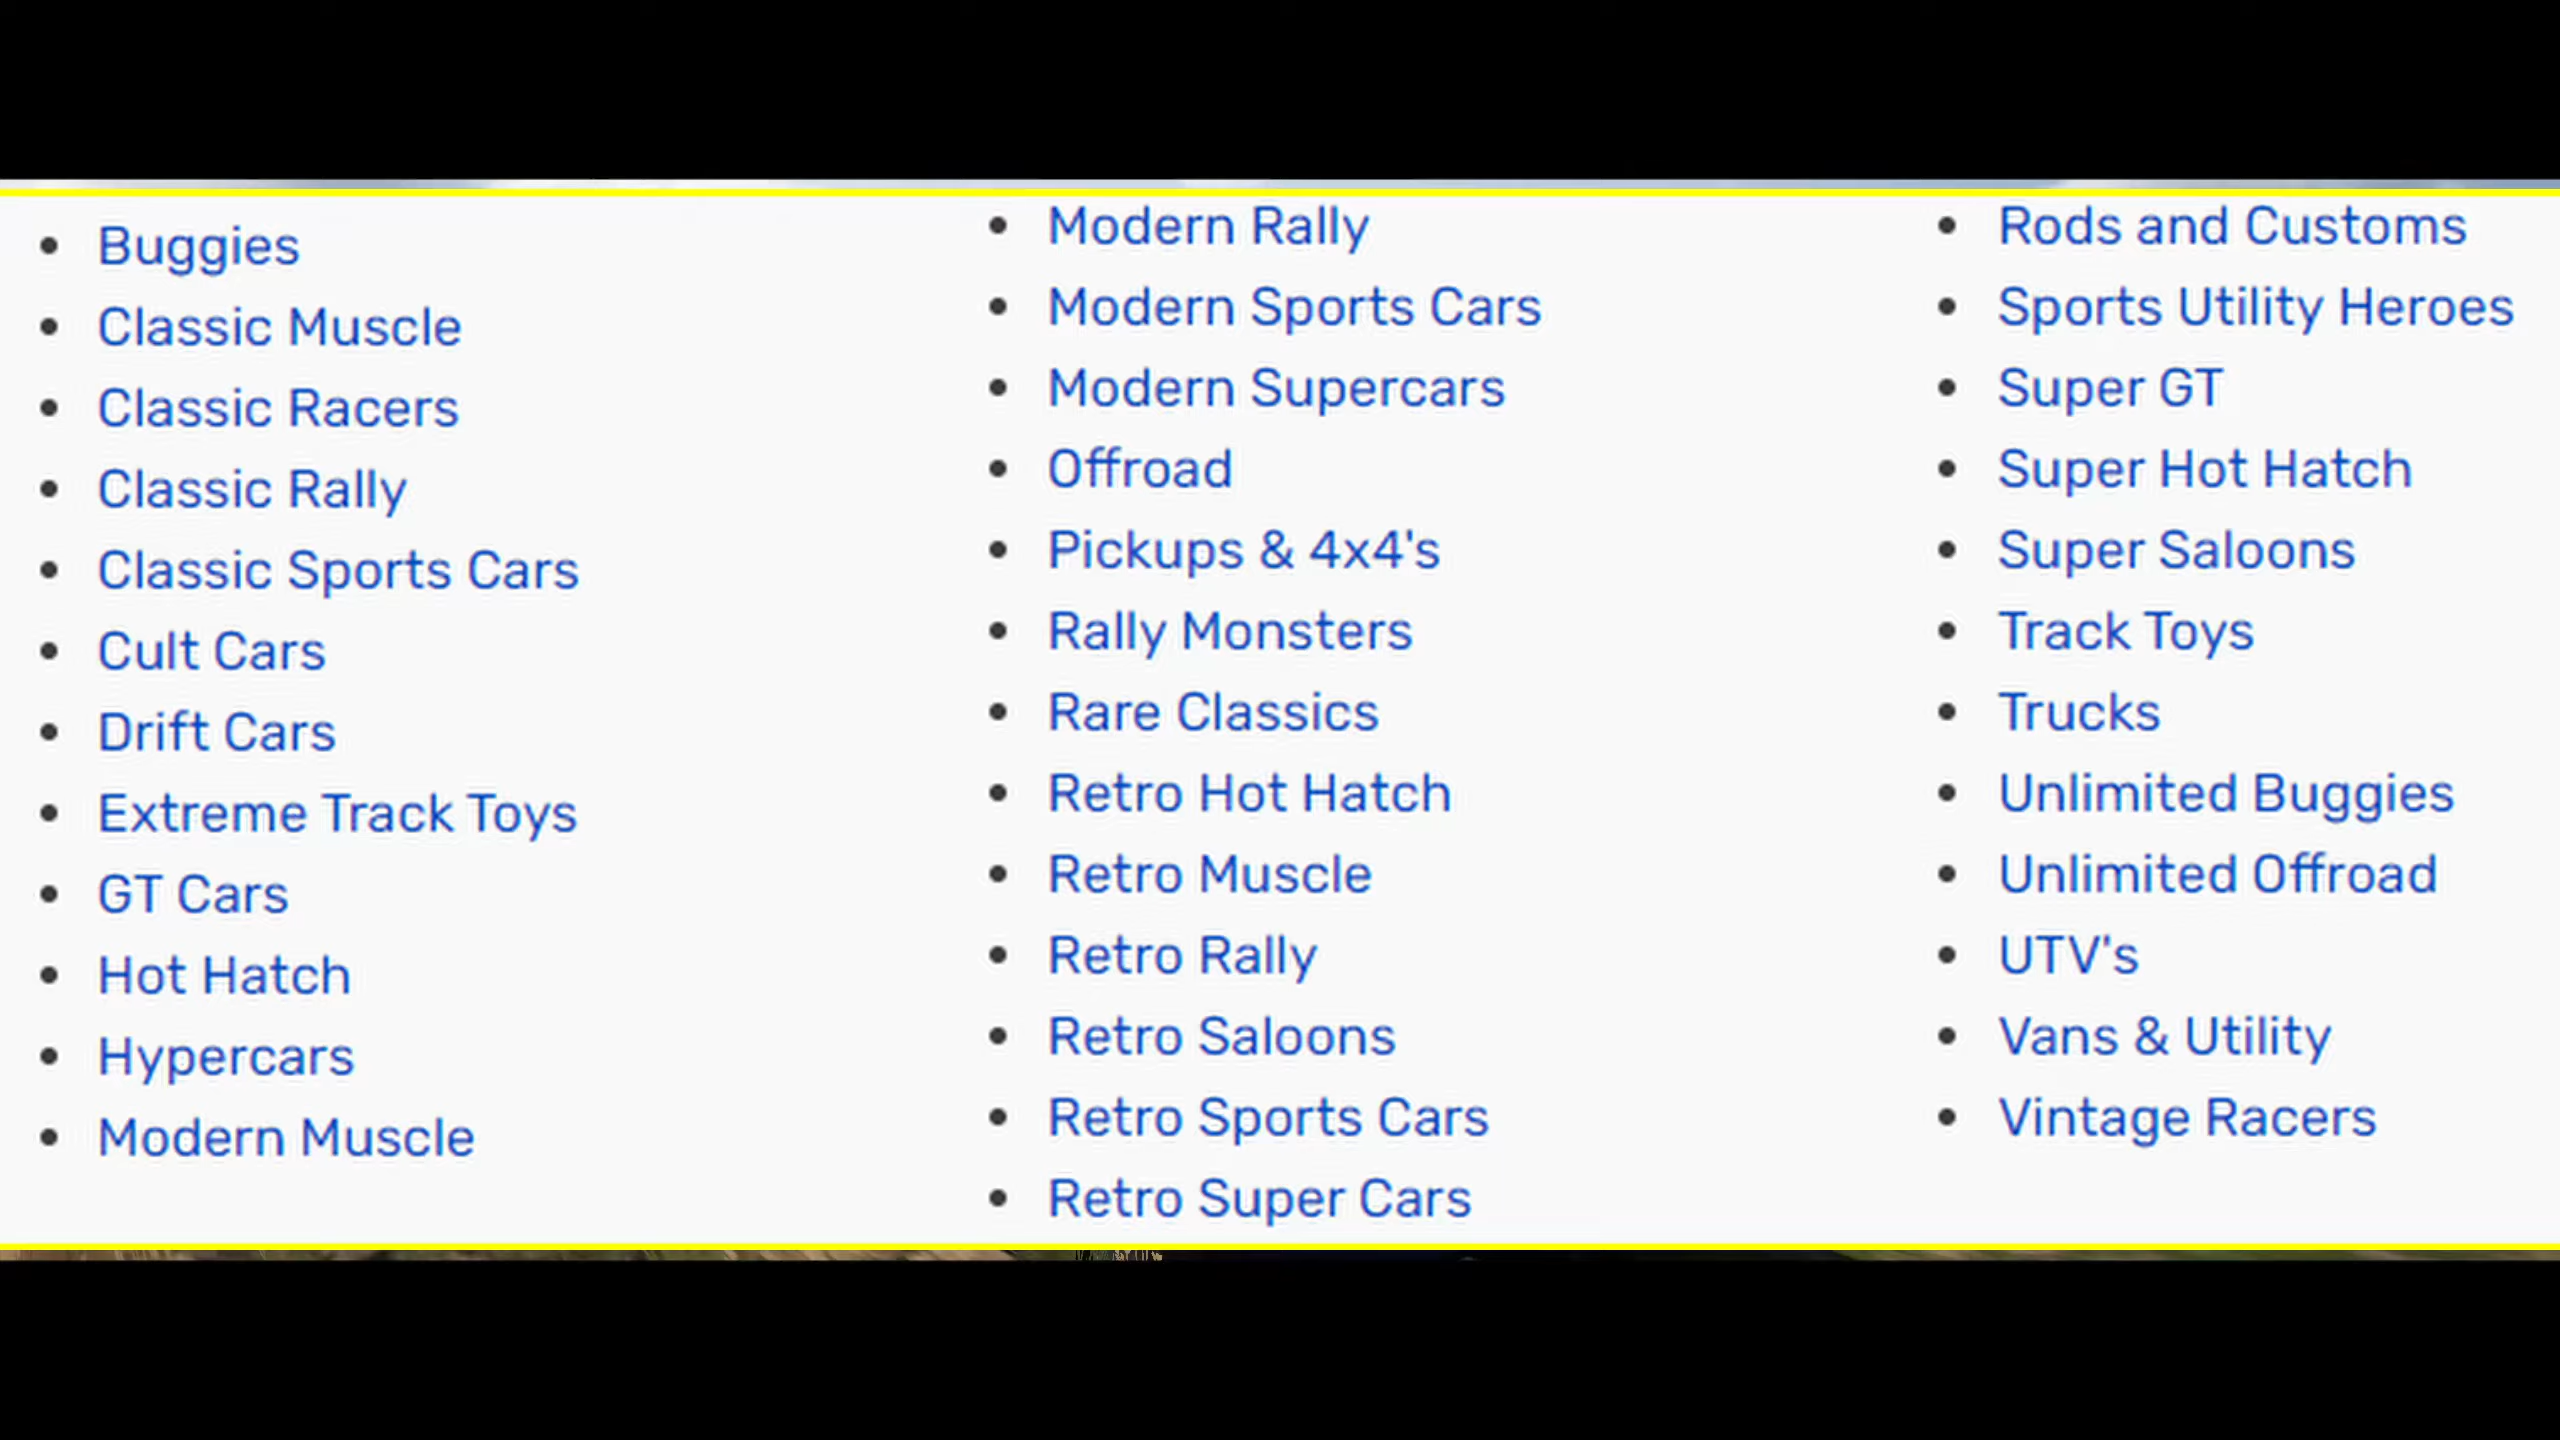 Buggies
Classic Muscle
Classic Racers
Classic Rally
Classic Sports Cars
Cult Cars
Drift Cars
Extreme Track Toys
GT Cars
Hot Hatch
Hypercars
Modern Muscle
Modern Rally
Modern Sports Cars
Modern Supercars
Offroad
Pickups & 4x4's
Rally Monsters
Rare Classics
Retro Hot Hatch
Retro Muscle
Retro Rally
Retro Saloons
Retro Sports Cars
Retro Super Cars
Rods and Customs
Sports Utility Heroes
Super GT
Super Hot Hatch
Super Saloons
Track Toys
Trucks
Unlimited Buggies
Unlimited Offroad
UTV's
Vans & Utility
Vintage Racers